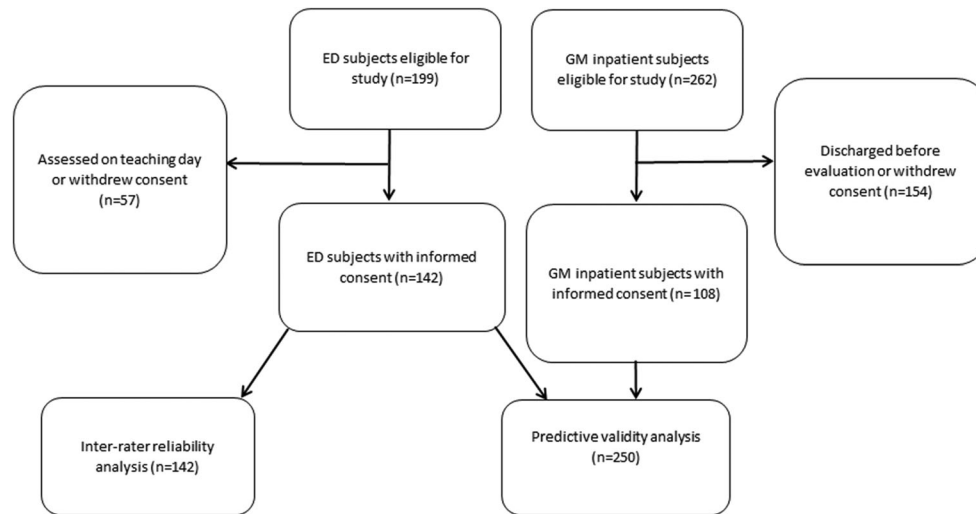 ED subjects eligible for
study (n=199)
GM inpatient subjects
eligible for study (n=262)
Assessed on teaching day
or withdrew consent
(n=57)
Discharged before
evaluation or withdrew
consent (n=154)
ED subjects with informed
consent (n=142)
GM inpatient subjects with
informed consent (n=108)
Inter-rater reliability
analysis (n=142)
Predictive validity analysis
(n=250)